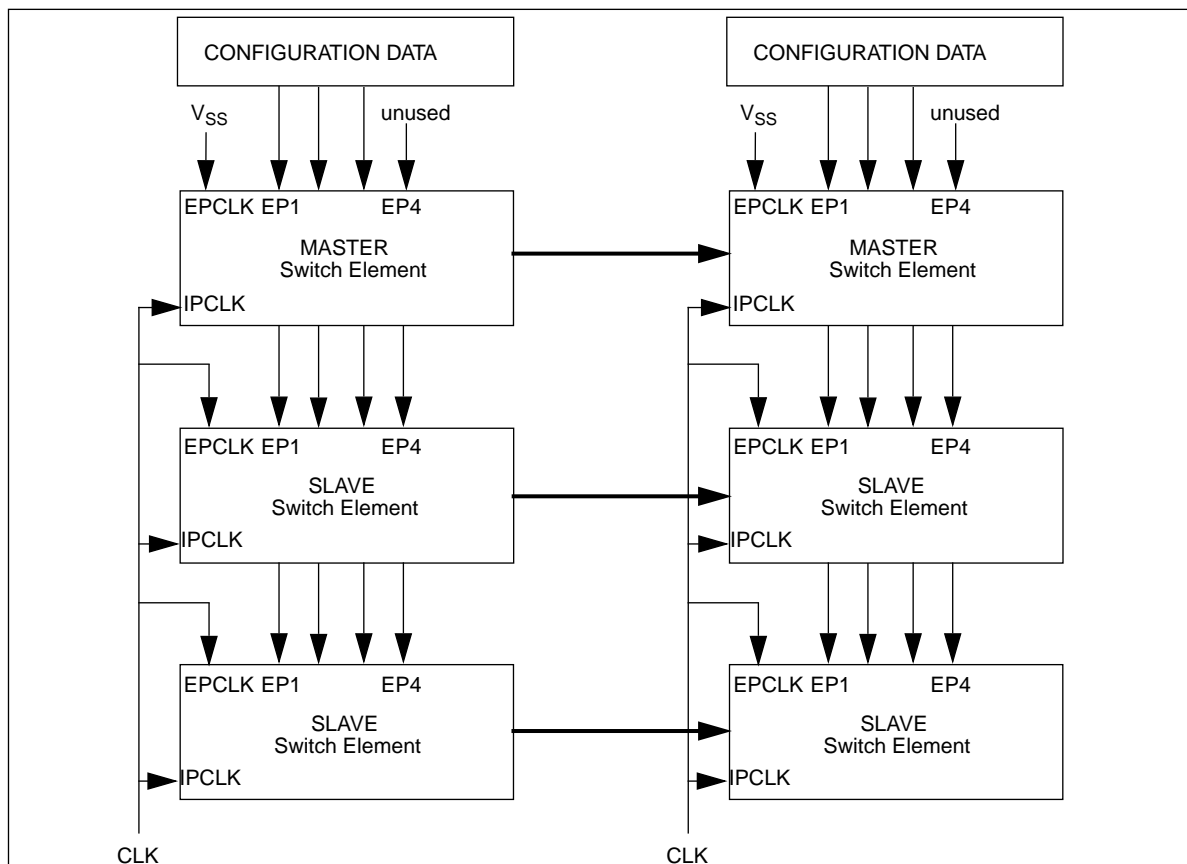 CONFIGURATION DATA CONFIGURATION DATA
V_SS unused V_SS unused
EPCLK EP1 EP4 EPCLK EP1 EP4
MASTER MASTER
Switch Element Switch Element
IPCLK IPCLK
EPCLK EP1 EP4 EPCLK EP1 EP4
SLAVE SLAVE
Switch Element Switch Element
IPCLK IPCLK
EPCLK EP1 EP4 EPCLK EP1 EP4
SLAVE SLAVE
Switch Element Switch Element
IPCLK IPCLK
CLK CLK